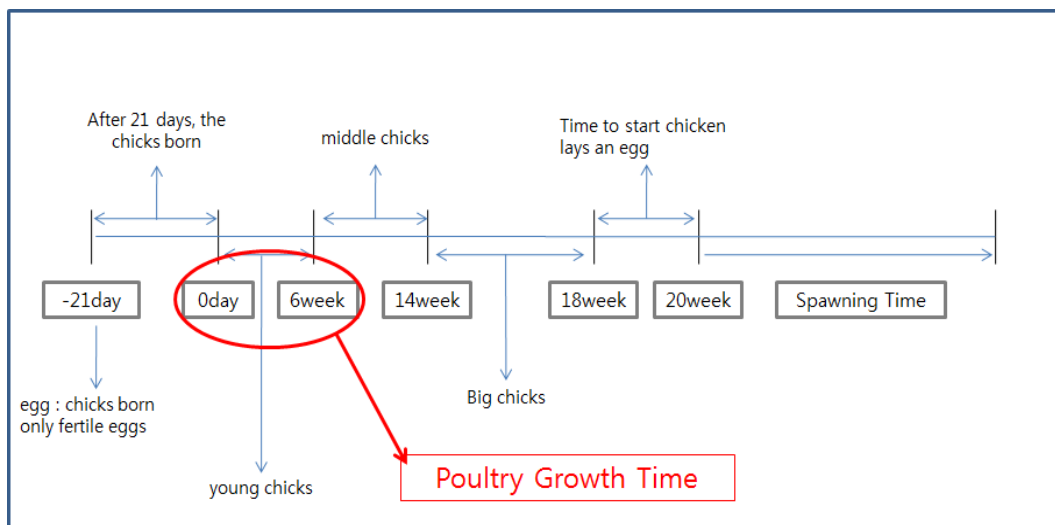 After 21 days, the
chicks born
middle chicks
Time to start chicken
lays an egg
-21day
0day
6week
14week
18week
20week
Spawning Time
egg : chicks born
only fertile eggs
Big chicks
young chicks
Poultry Growth Time